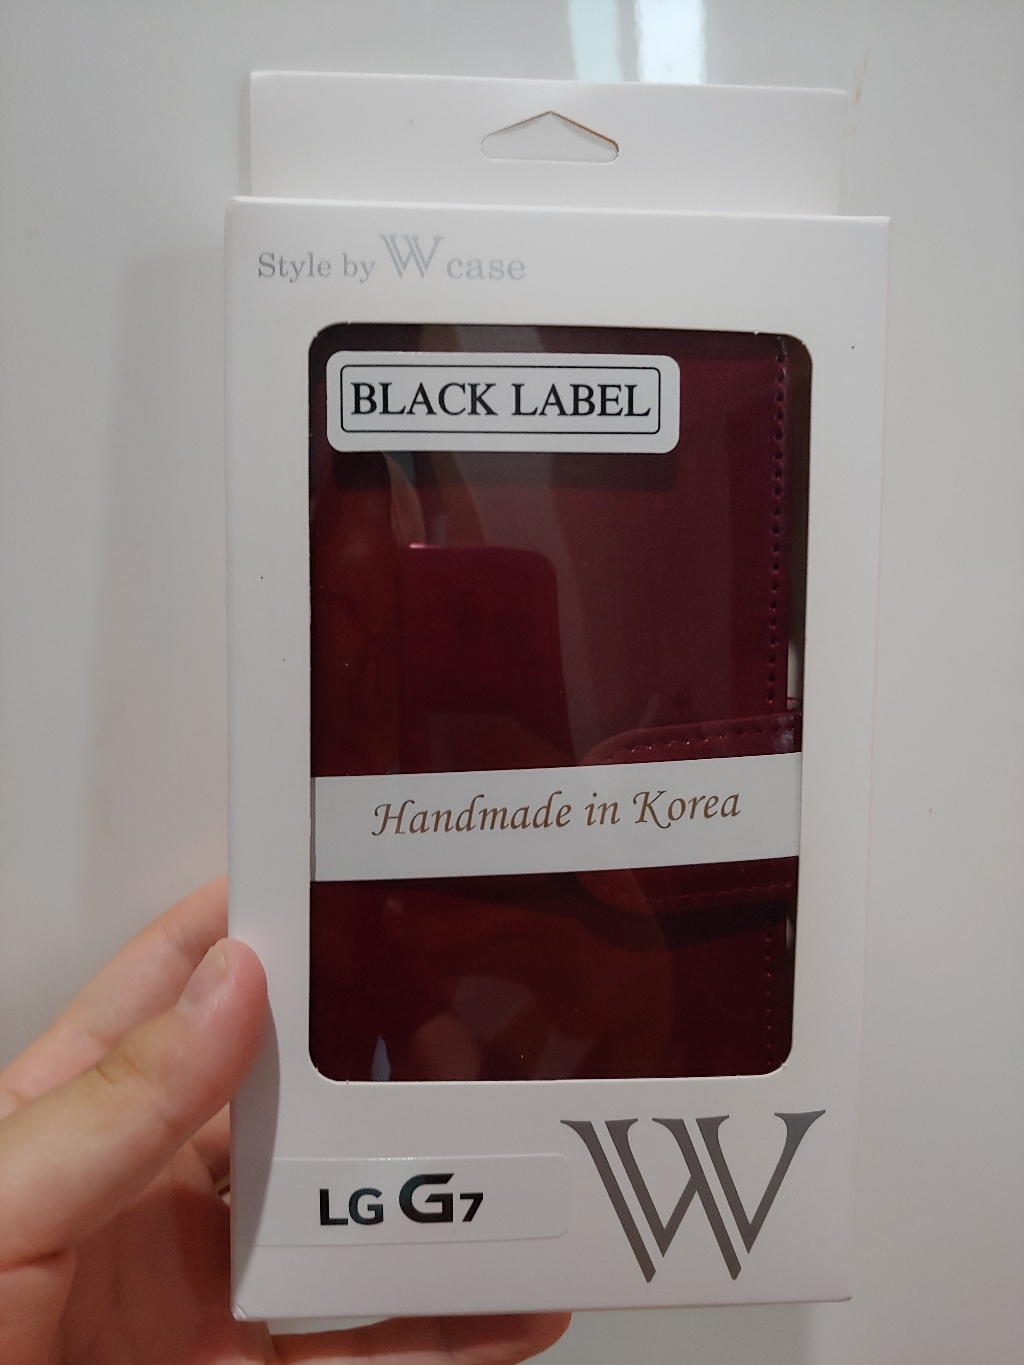 Style by W case
BLACK LABEL
Handmade in Korea
LG G7
W